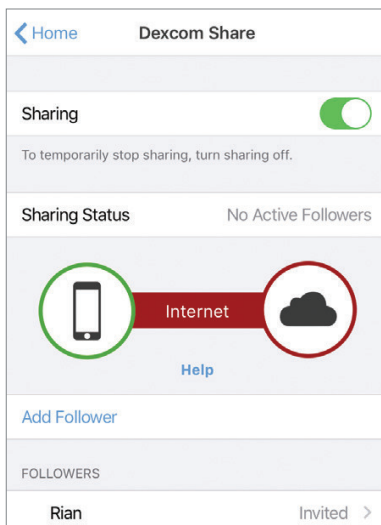 Home
Dexcom Share
Sharing
To temporarily stop sharing, turn sharing off.
Sharing Status No Active Followers
Internet
Help
Add Follower
FOLLOWERS
Rian Invited